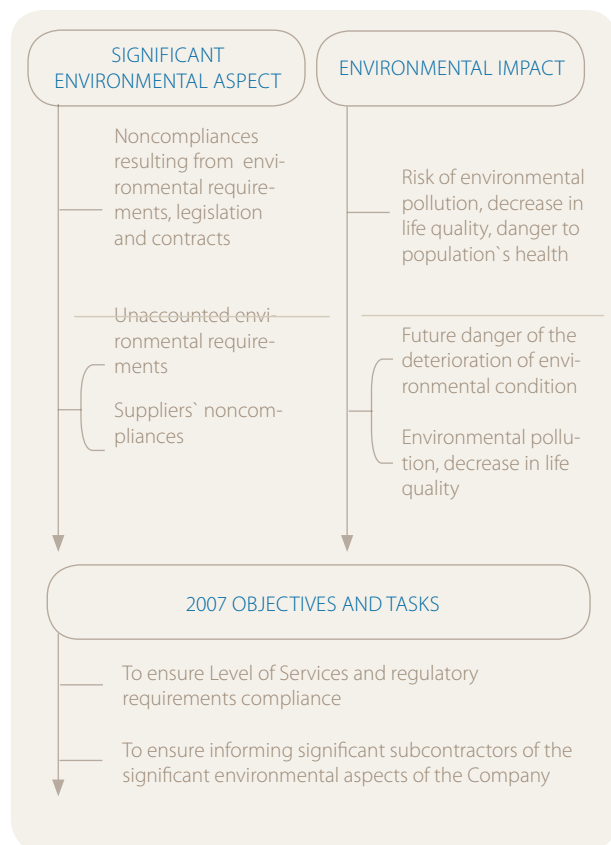 SIGNIFICANT
ENVIRONMENTAL ASPECT
Noncompliances
resulting from envi-
ronmental require-
ments, legislation
and contracts
Unaccounted envi-
ronmental require-
ments
Suppliers` noncom-
pliances
ENVIRONMENTAL IMPACT
Risk of environmental
pollution, decrease in
life quality, danger to
population`s health
Future danger of the
deterioration of envi-
ronmental condition
Environmental pollu-
tion, decrease in life
quality
2007 OBJECTIVES AND TASKS
To ensure Level of Services and regulatory
requirements compliance
To ensure informing significant subcontractors of the
significant environmental aspects of the Company